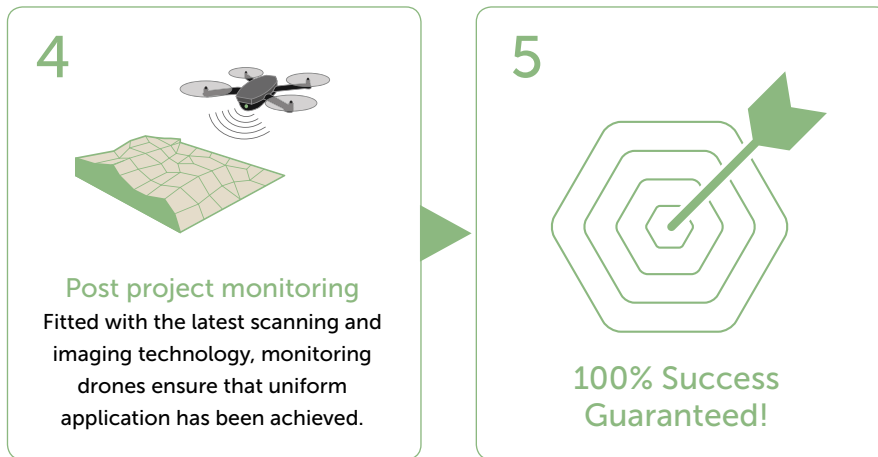 4
Post project monitoring
Fitted with the latest scanning and
imaging technology, monitoring
drones ensure that uniform
application has been achieved.
5
100% Success
Guaranteed!